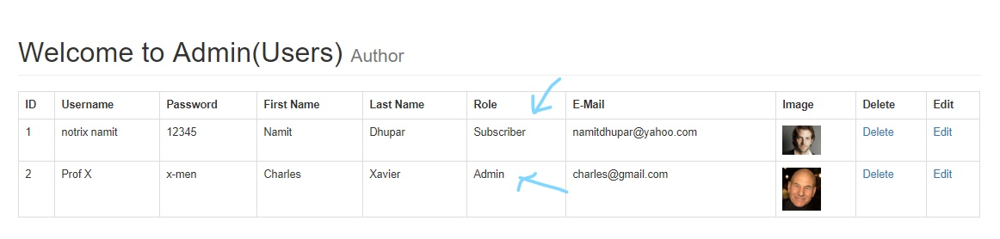 Welcome to Admin(Users) Author
ID Username Password First Name Last Name Role E-Mail Image Delete Edit
1 notrix namit 12345 Namit Dhupar Subscriber namitdhupar@yahoo.com Delete Edit
2 Prof X x-men Charles Xavier Admin charles@gmail.com Delete Edit